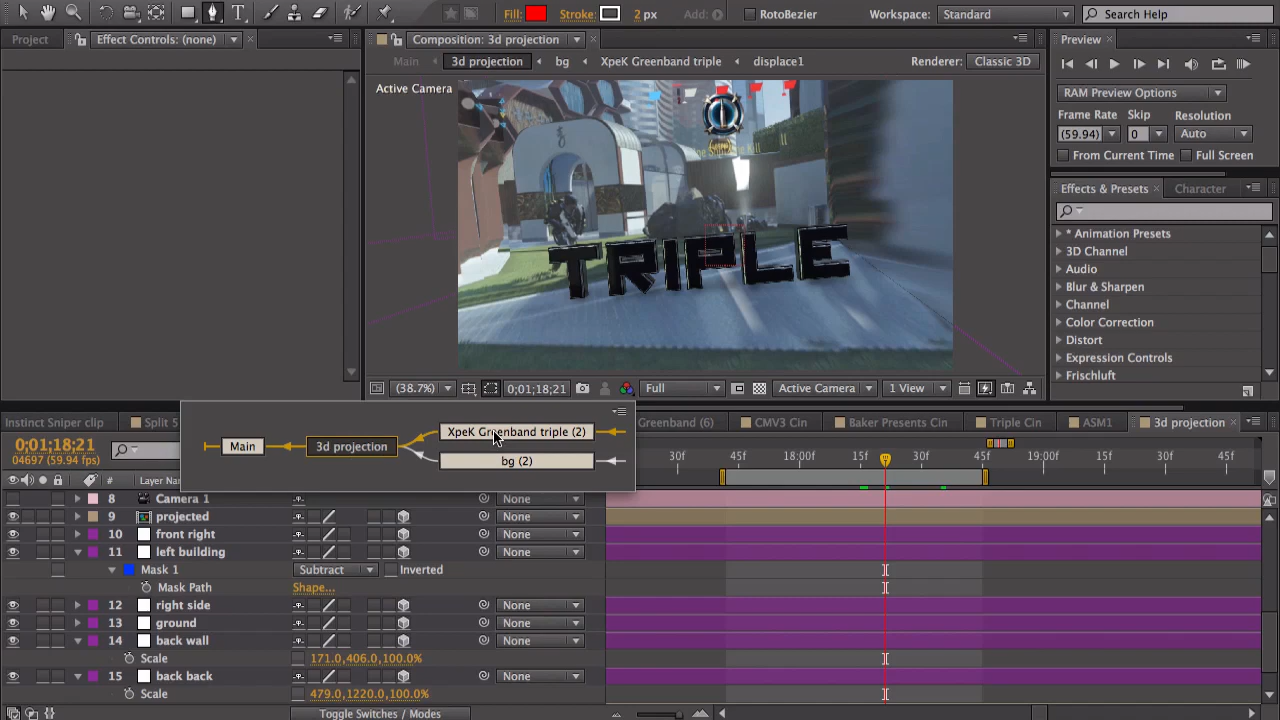 Fill:
Stroke:
2 px
Add:
RotoBezier
Workspace:
Standard
Search Help
Project
Effect Controls: (none)
Composition: 3d projection
Preview
Main
3d projection
bg
XpeK Greenband triple
displace1
Renderer:
Classic 3D
Active Camera
RAM Preview Options
Frame Rate
Skip
Resolution
(59.94)
0
Auto
From Current Time
Full Screen
Effects & Presets
Character
* Animation Presets
3D Channel
Audio
Blur & Sharpen
Channel
Color Correction
Distort
Expression Controls
Frischluft
TRIPLE
(38.7%)
0;01;18;21
Full
Active Camera
1 View
Instinct Sniper clip
Split 5
Main
3d projection
XpeK Greenband triple (2)
bg (2)
Greenband (6)
CMV3 Cin
Baker Presents Cin
Triple Cin
ASM1
3d projection
0;01;18;21
04697 (59.94 fps)
30f
45f
18:00f
15f
45f
19:00f
15f
30f
45f
#
Layer Name
8
Camera 1
None
9
projected
None
10
front right
None
11
left building
None
Mask 1
Subtract
Inverted
Mask Path
Shape...
12
right side
None
13
ground
None
14
back wall
None
Scale
171.0,406.0,100.0%
15
back back
None
Scale
479.0,1220.0,100.0%
Toggle Switches / Modes